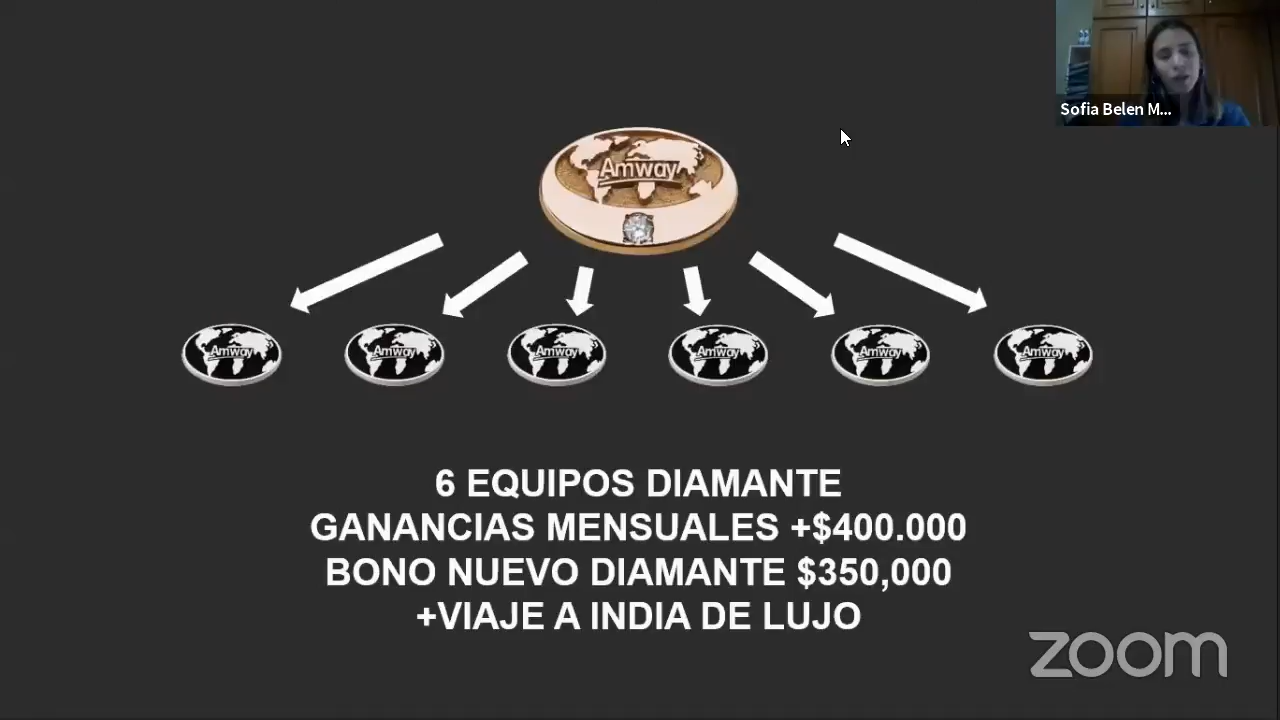 Sofia Belen M...
Amway
Amway
Amway
Amway
Amway
Amway
Amway
6 EQUIPOS DIAMANTE
GANANCIAS MENSUALES +$400.000
BONO NUEVO DIAMANTE $350,000
+VIAJE A INDIA DE LUJO
zoom